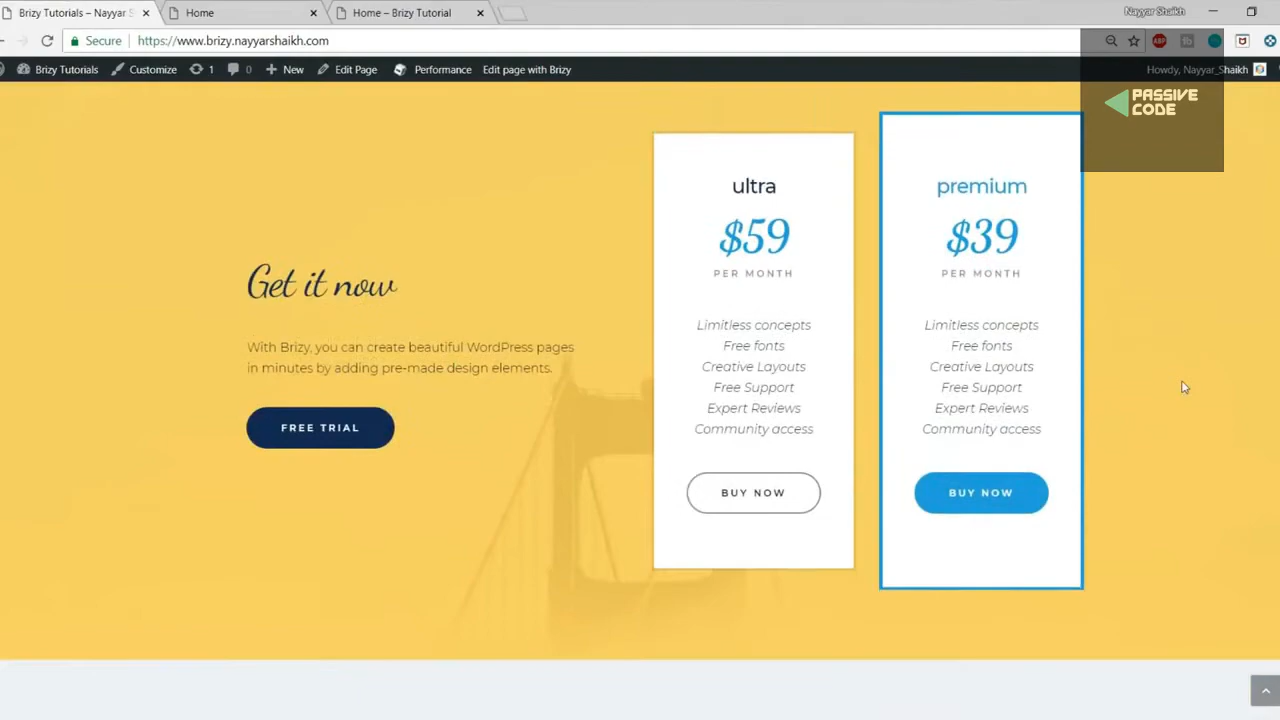 Brizy Tutorials – Nayyar S
Home
Home – Brizy Tutorial
Nayyar Shaikh
Secure
https://www.brizy.nayyarshaikh.com
Brizy Tutorials
Customize
1
0
New
Edit Page
Performance
Edit page with Brizy
Howdy, Nayyar_Shaikh
ABP
PASSIVE
CODE
Get it now
With Brizy, you can create beautiful WordPress pages
in minutes by adding pre-made design elements.
FREE TRIAL
ultra
$59
PER MONTH
Limitless concepts
Free fonts
Creative Layouts
Free Support
Expert Reviews
Community access
BUY NOW
premium
$39
PER MONTH
Limitless concepts
Free fonts
Creative Layouts
Free Support
Expert Reviews
Community access
BUY NOW